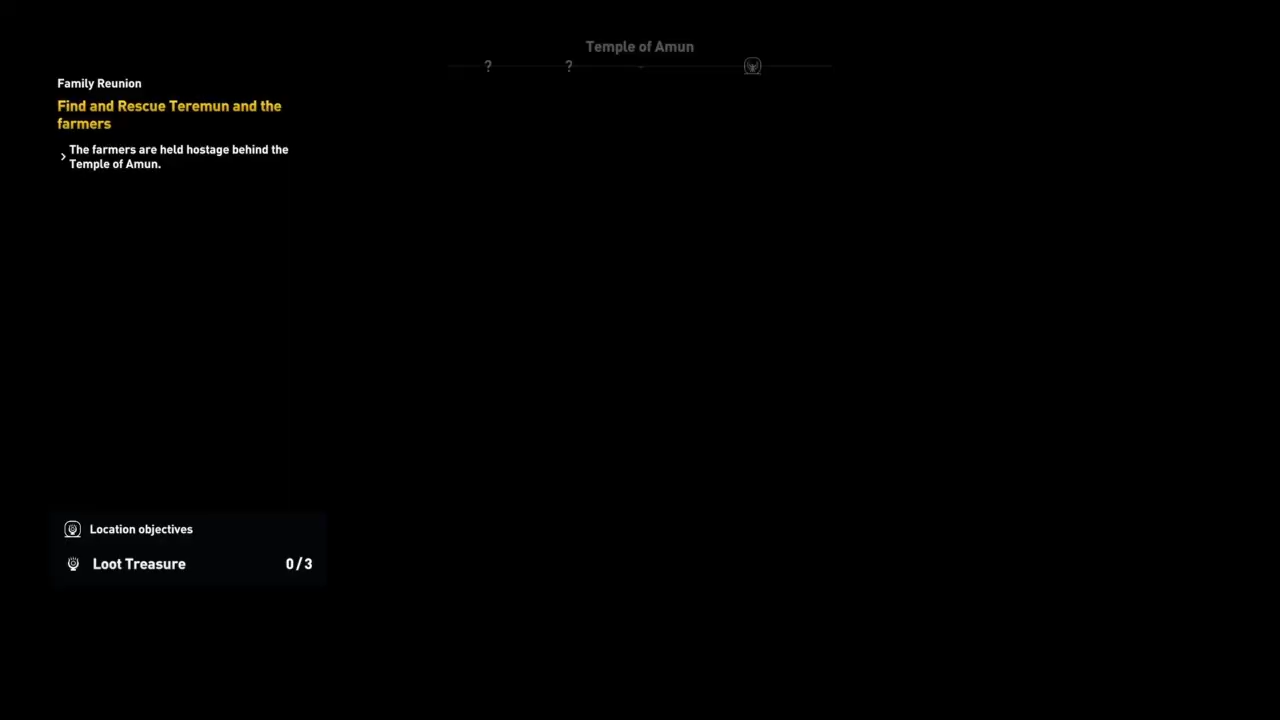 Temple of Amun
? ?
Family Reunion
Find and Rescue Teremun and the
farmers
The farmers are held hostage behind the
Temple of Amun.
Location objectives
Loot Treasure 0/3